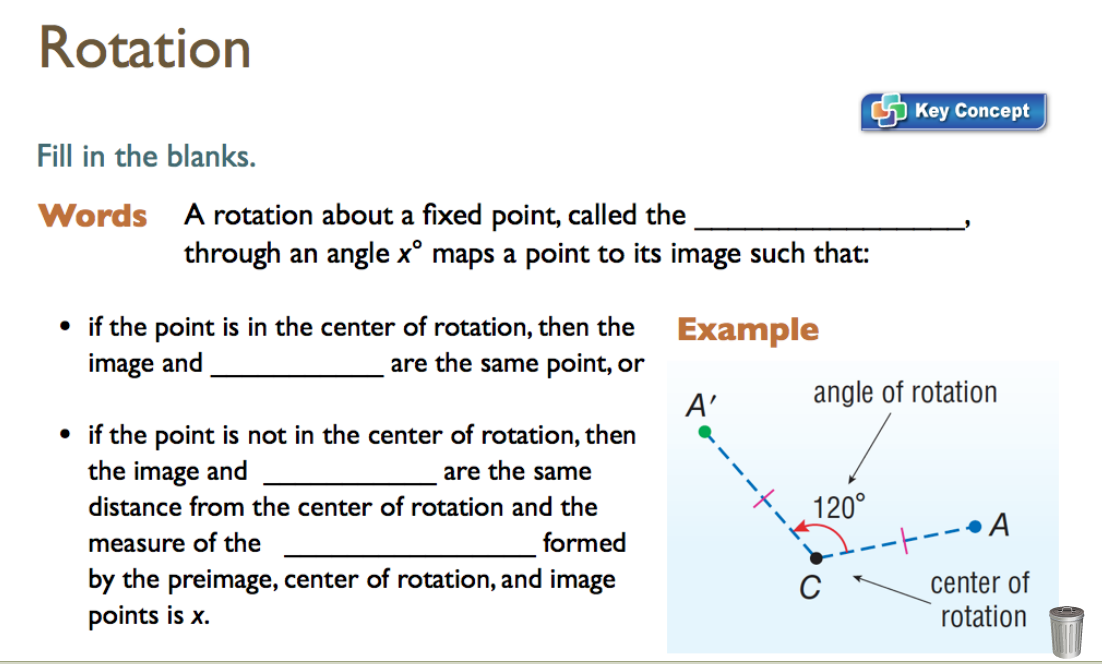 Rotation
Key Concept
Fill in the blanks.
Words A rotation about a fixed point, called the _________________,
through an angle x° maps a point to its image such that:
• if the point is in the center of rotation, then the
image and ____________ are the same point, or
• if the point is not in the center of rotation, then
the image and ____________ are the same
distance from the center of rotation and the
measure of the _________________ formed
by the preimage, center of rotation, and image
points is x.
Example
angle of rotation
A′
120°
A
C
center of
rotation